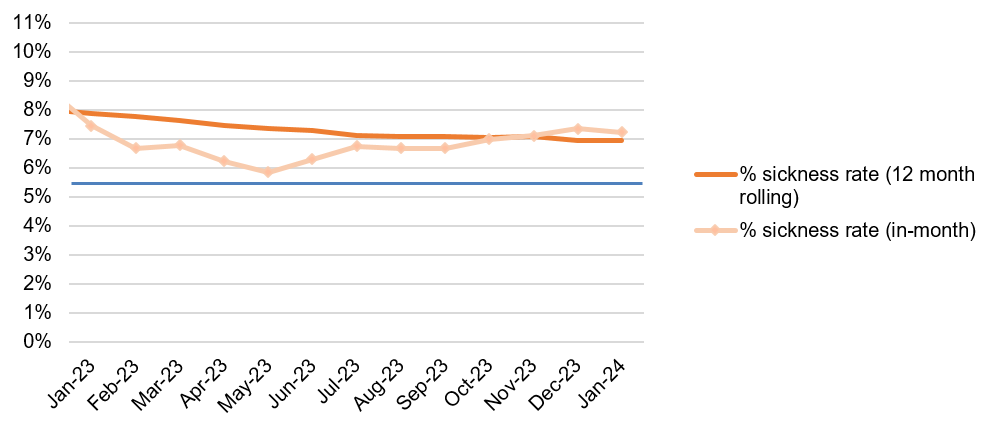 11%
10%
9%
8%
7%
6%
5%
4%
3%
2%
1%
0%
Jan-23
Feb-23
Mar-23
Apr-23
May-23
Jun-23
Jul-23
Aug-23
Sep-23
Oct-23
Nov-23
Dec-23
Jan-24
% sickness rate (12 month
rolling)
% sickness rate (in-month)